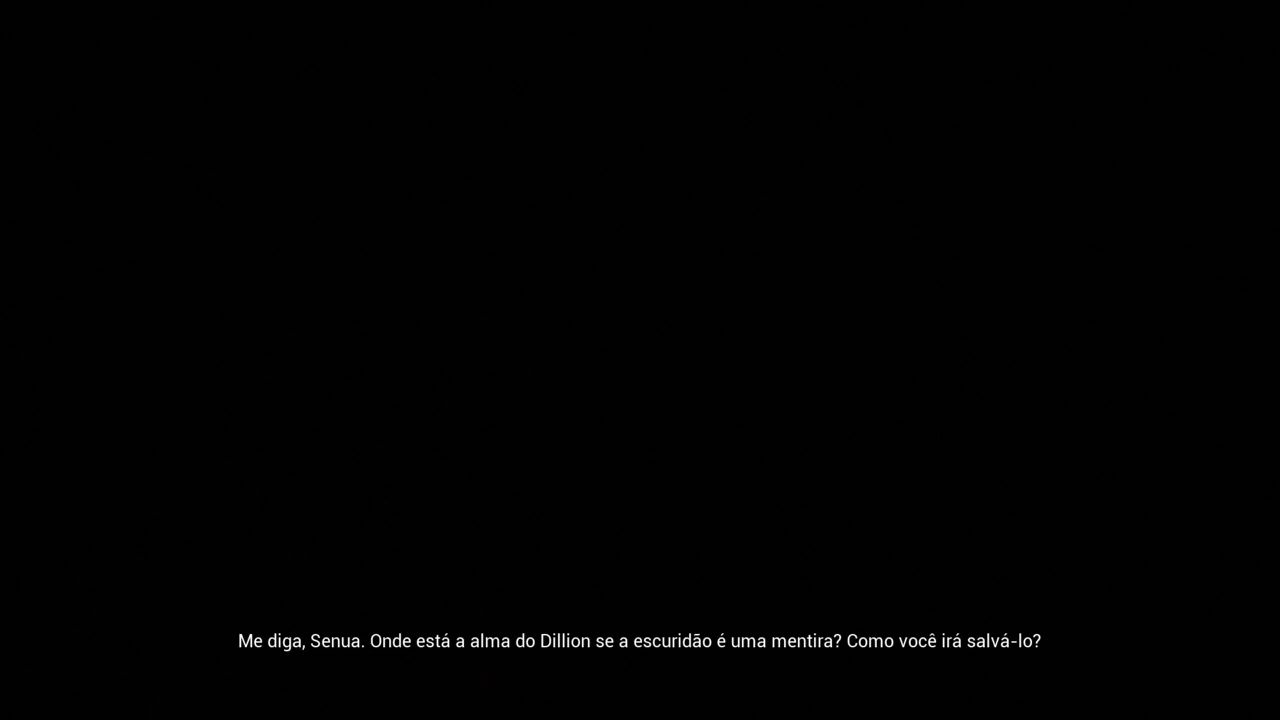 Me diga, Senua. Onde está a alma do Dillion se a escuridão é uma mentira? Como você irá salvá-lo?